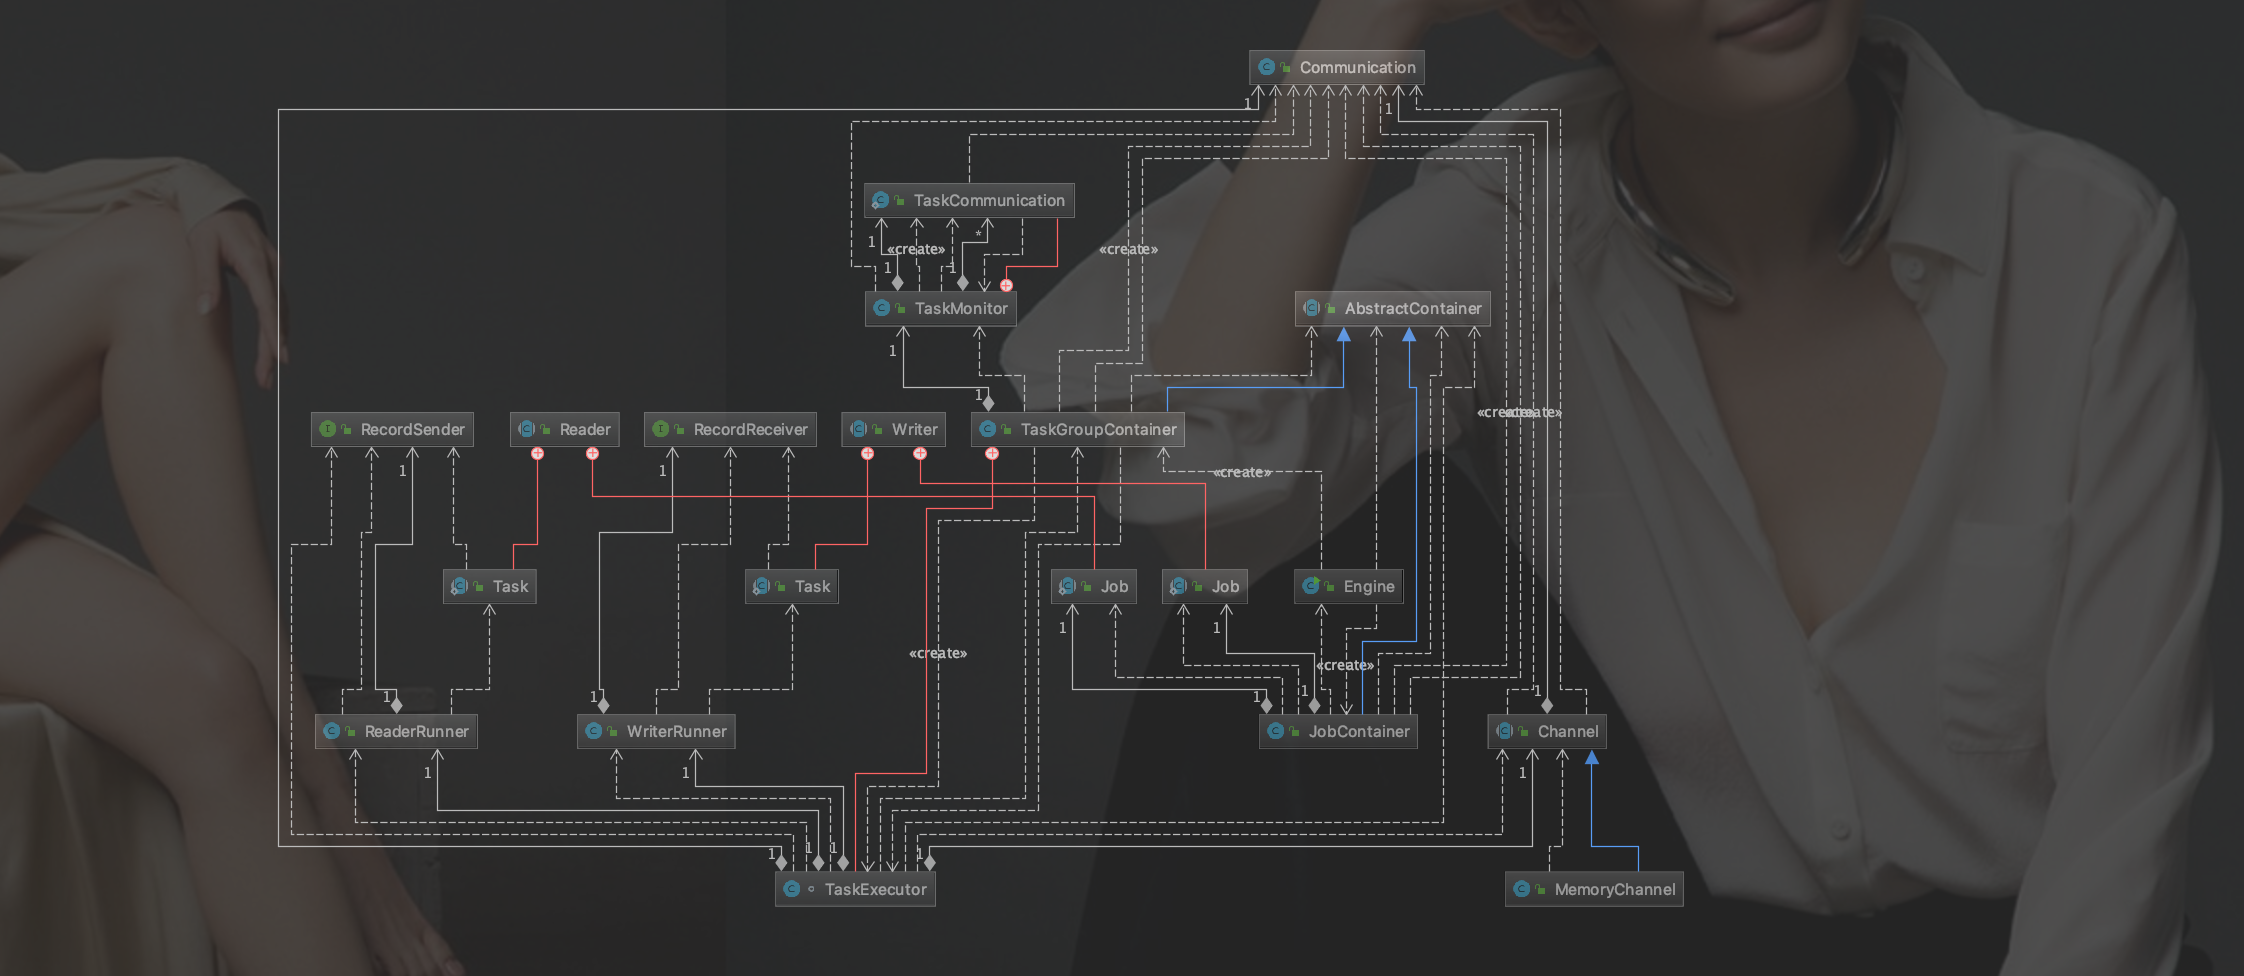 Communication
1
1
TaskCommunication
1
*
«create»
«create»
1
1
TaskMonitor
AbstractContainer
1
1
«create»
«create»
RecordSender
Reader
RecordReceiver
Writer
TaskGroupContainer
1
1
«create»
Task
Task
Job
Job
Engine
1
1
«create»
«create»
1
1
1
1
1
ReaderRunner
WriterRunner
JobContainer
Channel
1
1
1
1
1
1
1
TaskExecutor
MemoryChannel